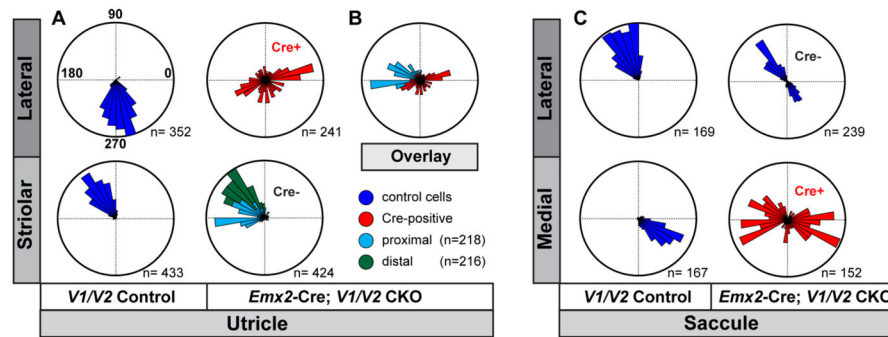 A
B
C
Lateral
90
180
0
270
n= 352
Cre+
n= 241
Overlay
Striolar
n= 433
Cre-
n= 424
control cells
Cre-positive
proximal (n=218)
distal (n=216)
V1/V2 Control
Emx2-Cre; V1/V2 CKO
Utricle
Lateral
n= 169
Cre-
n= 239
Medial
n= 167
Cre+
n= 152
V1/V2 Control
Emx2-Cre; V1/V2 CKO
Saccule